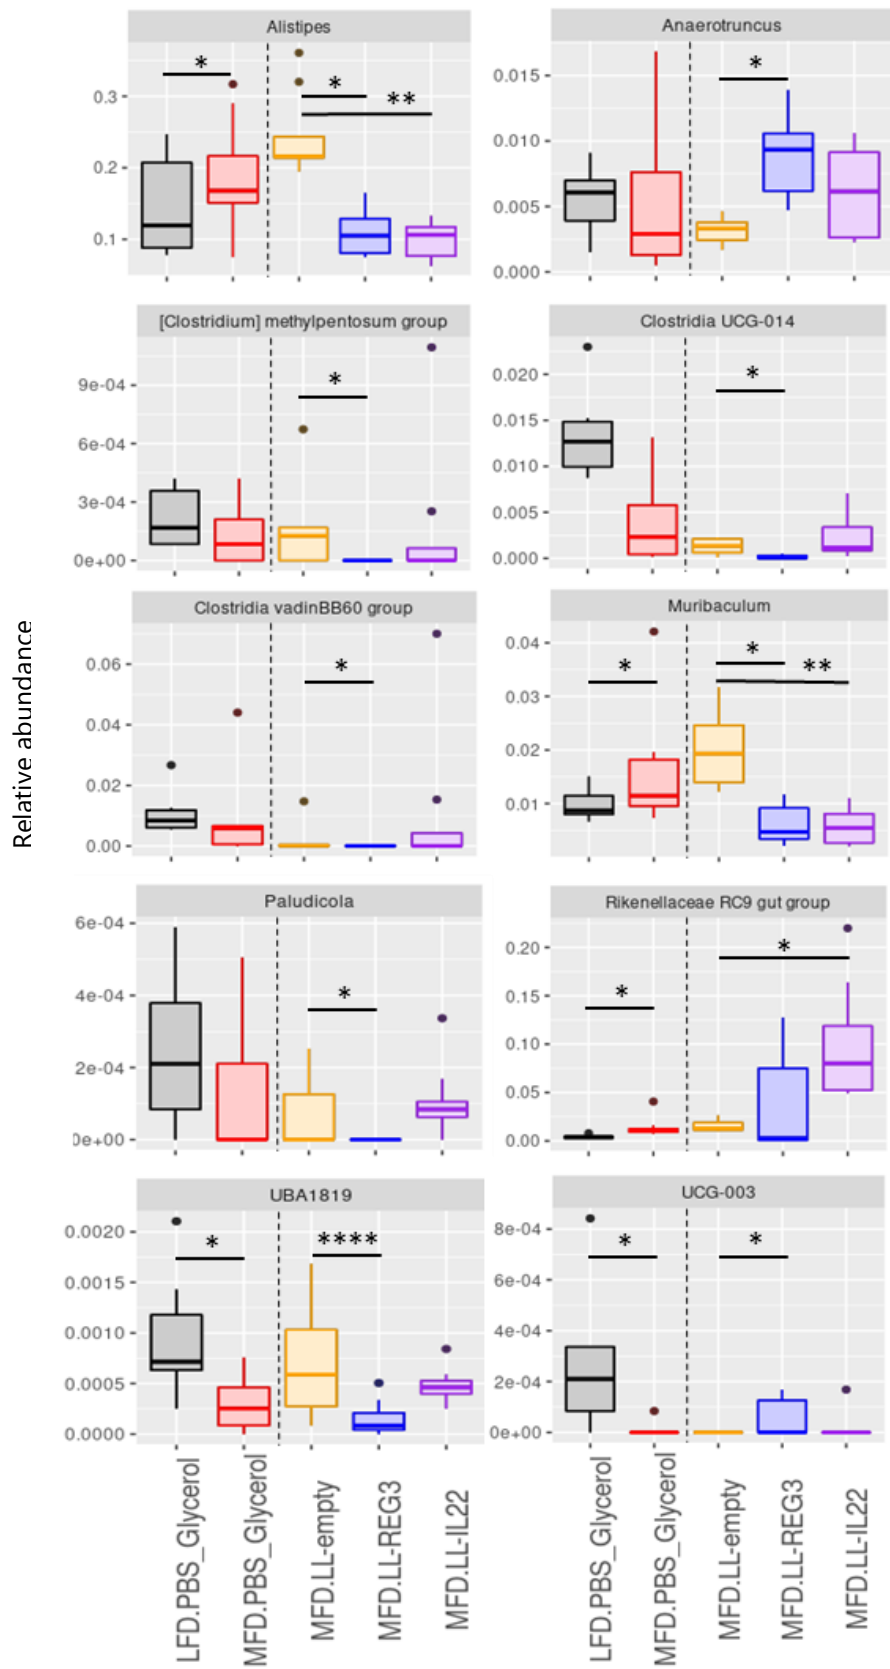 Relative abundance
Alistipes
*
*
**
0.3
0.2
0.1
Anaerotruncus
*
0.015
0.010
0.005
0.000
[Clostridium] methylpentosum group
*
9e-04
6e-04
3e-04
0e+00
Clostridia UCG-014
*
0.020
0.015
0.010
0.005
0.000
Clostridia vadinBB60 group
*
0.06
0.04
0.02
0.00
Muribaculum
*
*
**
0.04
0.03
0.02
0.01
Paludicola
*
6e-04
4e-04
2e-04
0e+00
Rikenellaceae RC9 gut group
*
*
0.20
0.15
0.10
0.05
0.00
UBA1819
*
****
0.0020
0.0015
0.0010
0.0005
0.0000
UCG-003
*
*
8e-04
6e-04
4e-04
2e-04
0e+00
LFD.PBS_Glycerol
MFD.PBS_Glycerol
MFD.LL-empty
MFD.LL-REG3
MFD.LL-IL22
LFD.PBS_Glycerol
MFD.PBS_Glycerol
MFD.LL-empty
MFD.LL-REG3
MFD.LL-IL22